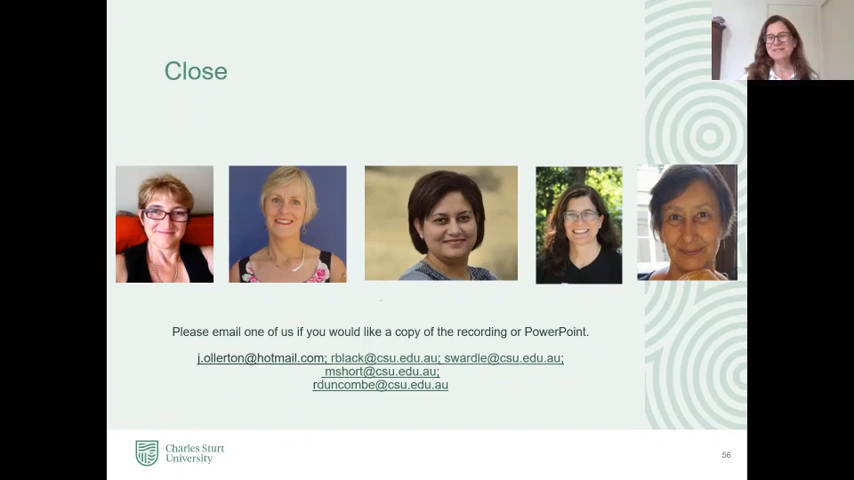 Close
Please email one of us if you would like a copy of the recording or PowerPoint.
j.ollerton@hotmail.com; rblack@csu.edu.au; swardle@csu.edu.au;
mshort@csu.edu.au;
rduncombe@csu.edu.au
Charles Sturt
University
56